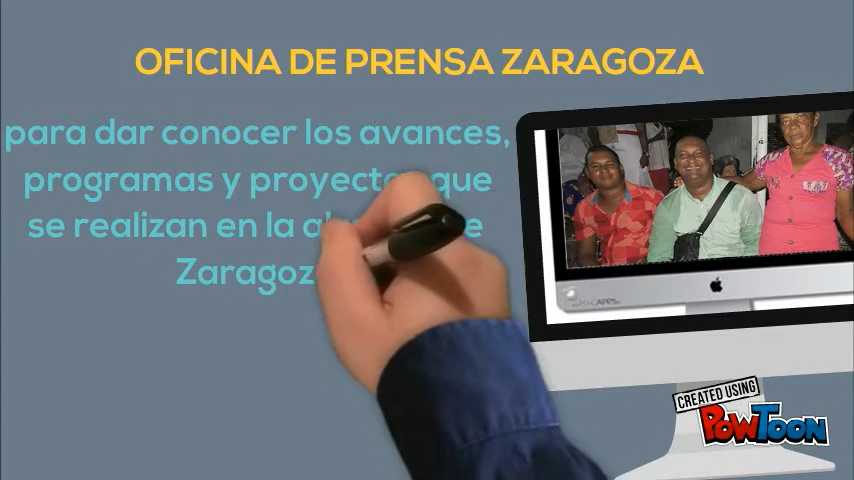 OFICINA DE PRENSA ZARAGOZA
para dar conocer los avances,
programas y proyecto que
se realizan en la
Zaragoz
CREATED USING
POWTOON